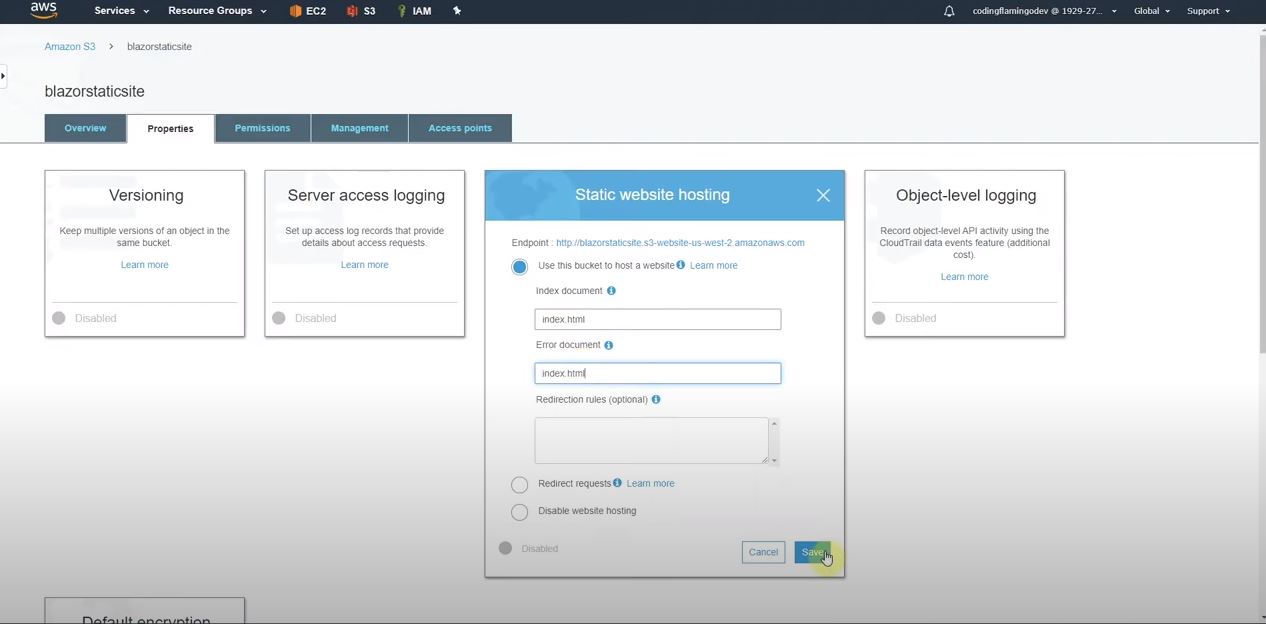 aws Services Resource Groups EC2 S3 IAM codingflamingodev @ 1929-27... Global Support
Amazon S3 > blazorstaticsite
blazorstaticsite
Overview Properties Permissions Management Access points
Versioning
Keep multiple versions of an object in the
same bucket.
Learn more
Disabled
Server access logging
Set up access log records that provide
details about access requests.
Learn more
Disabled
Static website hosting
Endpoint : http://blazorstaticsite.s3-website-us-west-2.amazonaws.com
Use this bucket to host a website Learn more
Index document
index.html
Error document
index.html
Redirection rules (optional)
Redirect requests Learn more
Disable website hosting
Disabled
Cancel Save
Object-level logging
Record object-level API activity using the
CloudTrail data events feature (additional
cost).
Learn more
Disabled
Default encryption